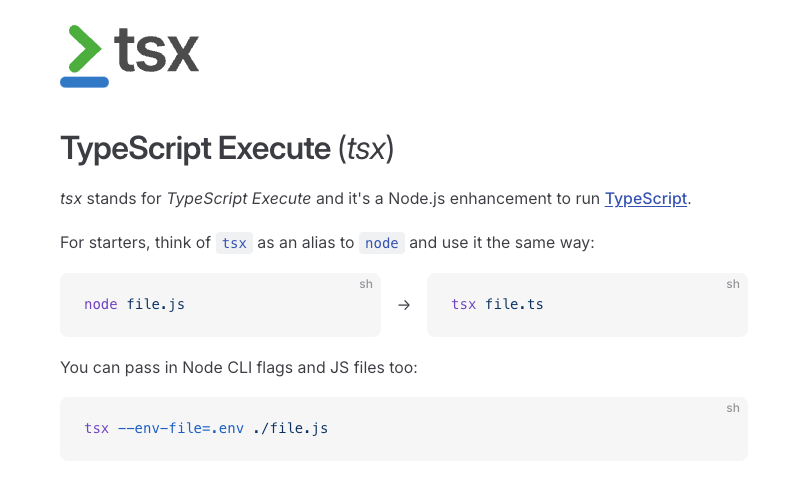 tsx
TypeScript Execute (tsx)
tsx stands for TypeScript Execute and it's a Node.js enhancement to run TypeScript.
For starters, think of tsx as an alias to node and use it the same way:
sh
node file.js
→
sh
tsx file.ts
You can pass in Node CLI flags and JS files too:
sh
tsx --env-file=.env ./file.js